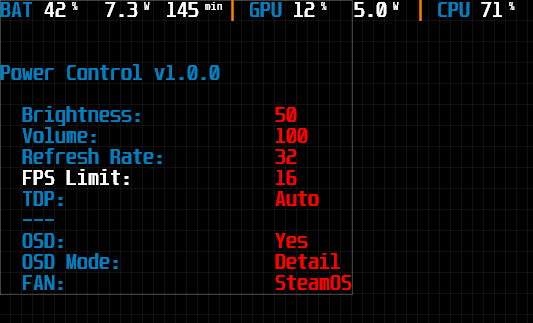 BAT 42 % 7.3 W 145 min | GPU 12 % 5.0 W | CPU 71 %
Power Control v1.0.0
Brightness: 50
Volume: 100
Refresh Rate: 32
FPS Limit: 16
TDP: Auto
---
OSD: Yes
OSD Mode: Detail
FAN: SteamOS